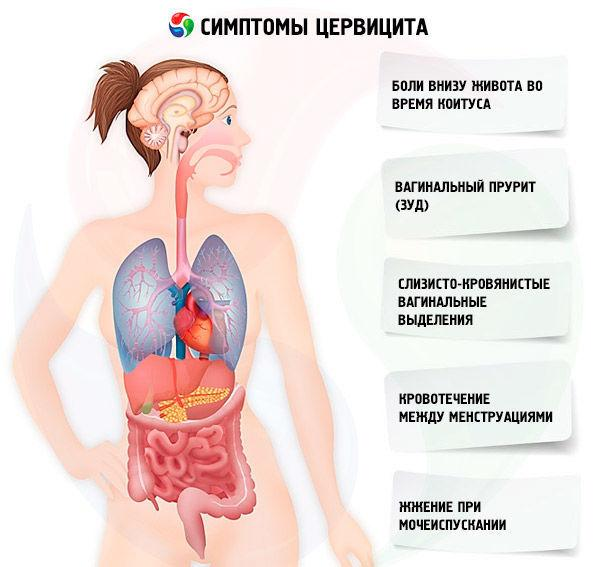 СИМПТОМЫ ЦЕРВИЦИТА
БОЛИ ВНИЗУ ЖИВОТА ВО
ВРЕМЯ КОИТУСА
ВАГИНАЛЬНЫЙ ПРУРИТ
(ЗУД)
СЛИЗИСТО-КРОВЯНИСТЫЕ
ВАГИНАЛЬНЫЕ
ВЫДЕЛЕНИЯ
КРОВОТЕЧЕНИЕ
МЕЖДУ МЕНСТРУАЦИЯМИ
ЖЖЕНИЕ ПРИ
МОЧЕИСПУСКАНИИ